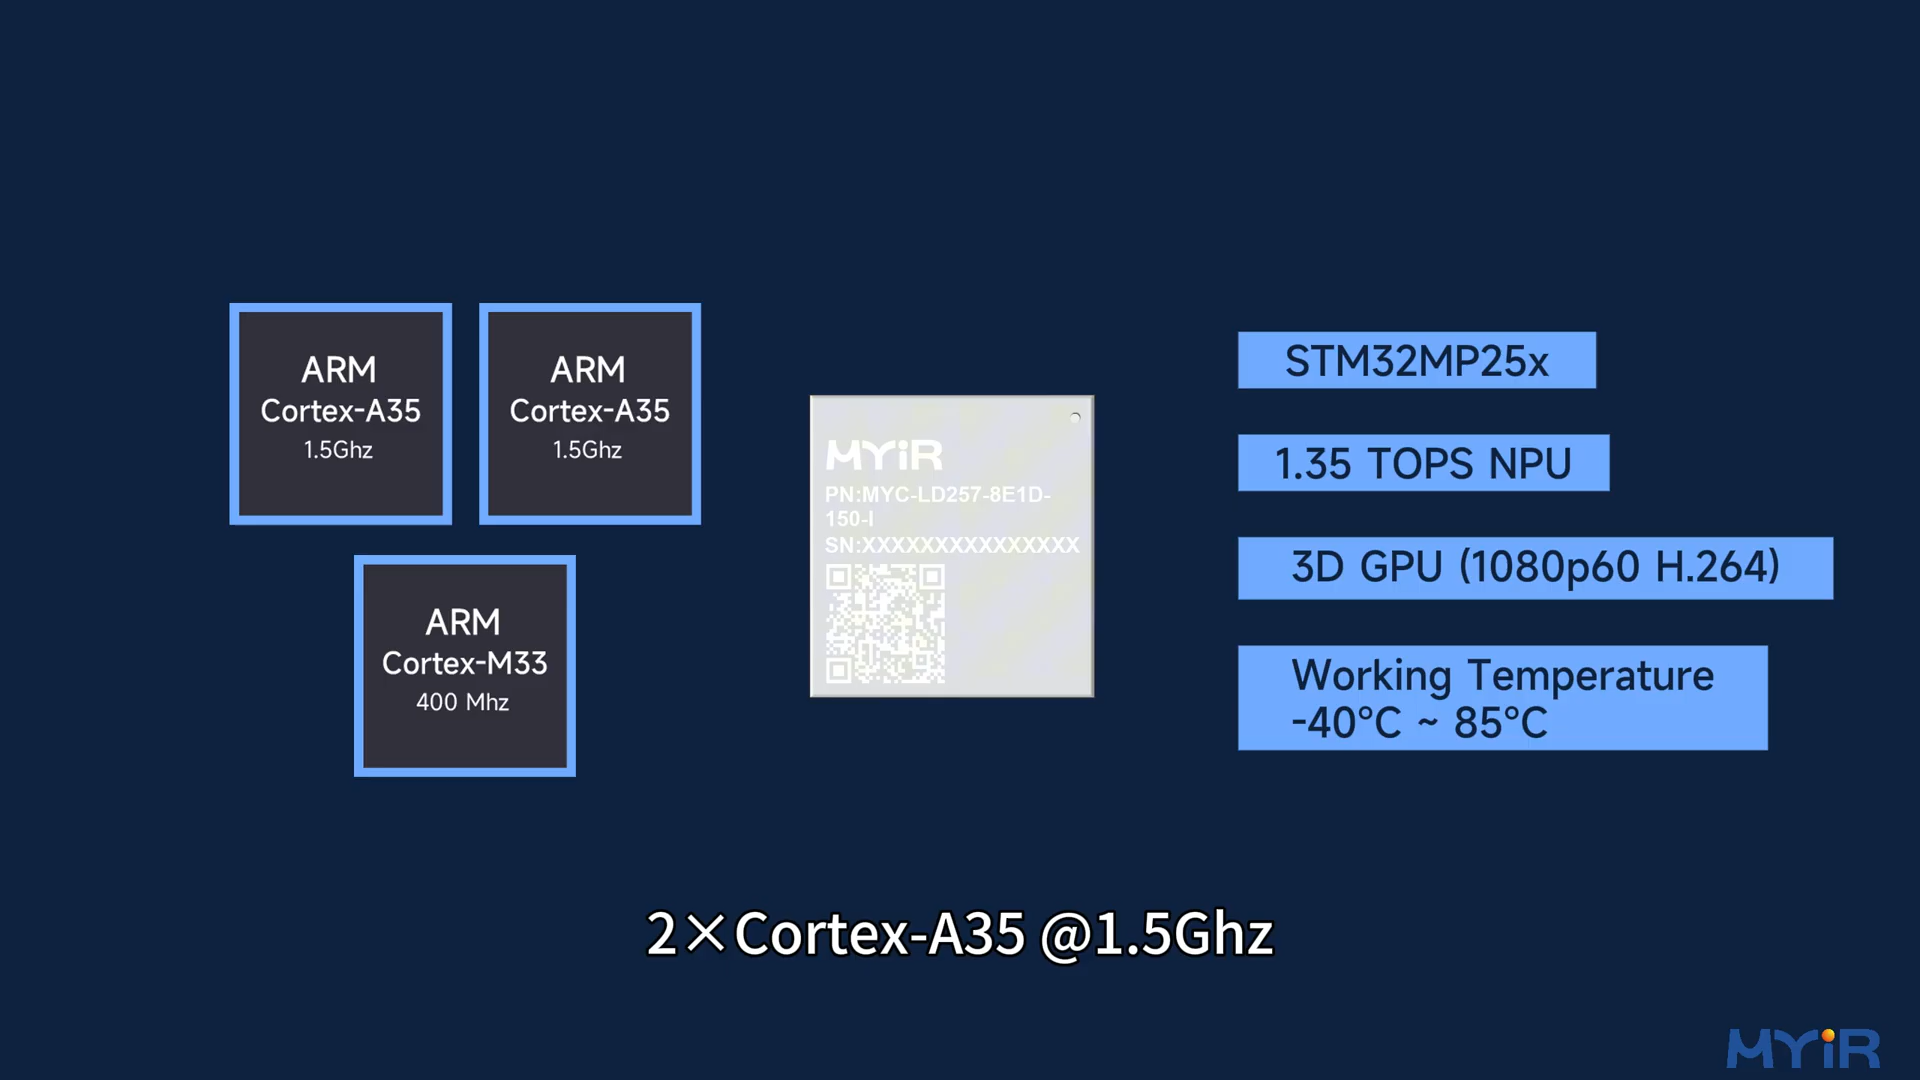 ARM
Cortex-A35
1.5Ghz
ARM
Cortex-A35
1.5Ghz
ARM
Cortex-M33
400 Mhz
MYiR
PN:MYC-LD257-8E1D-
150-I
SN:XXXXXXXXXXXXXXX
STM32MP25x
1.35 TOPS NPU
3D GPU (1080p60 H.264)
Working Temperature
-40°C ~ 85°C
2×Cortex-A35 @1.5Ghz
MYiR